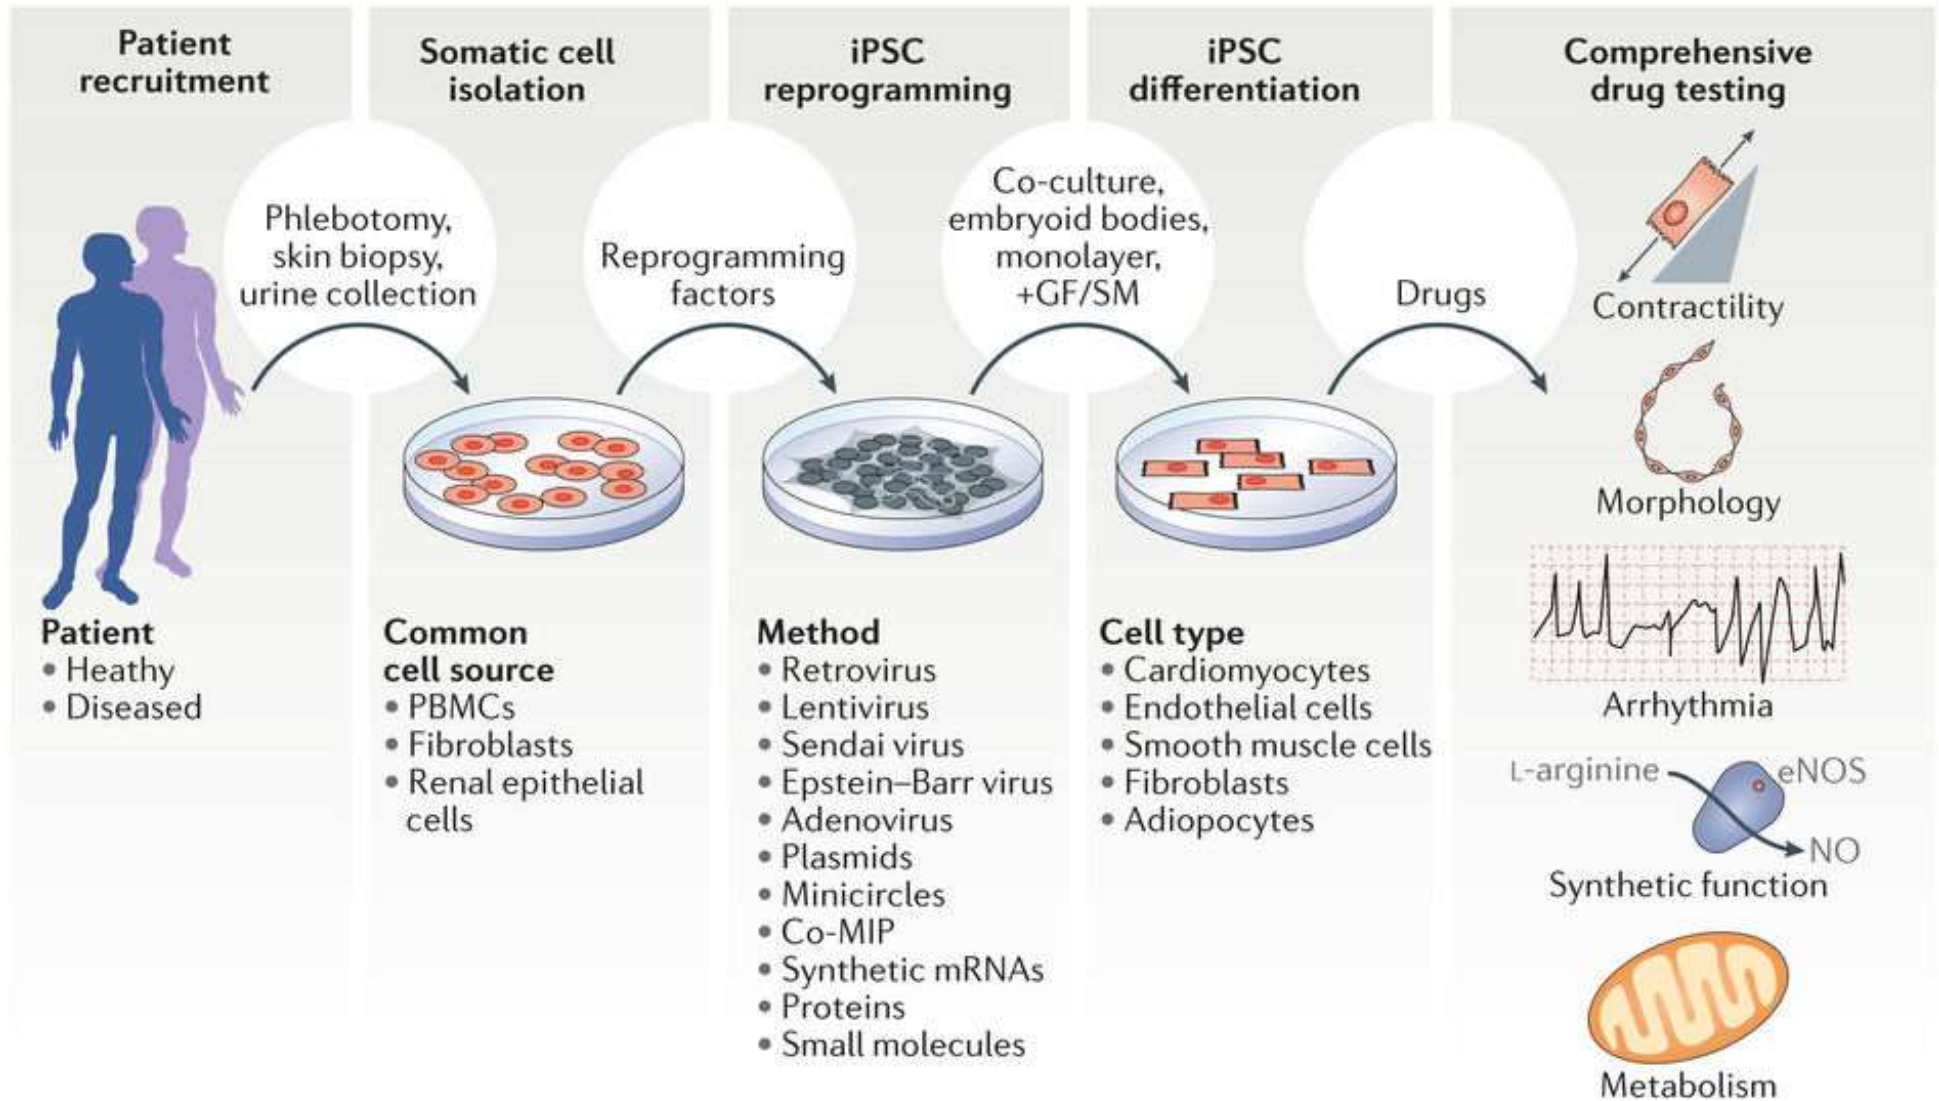 Patient
recruitment
Somatic cell
isolation
iPSC
reprogramming
iPSC
differentiation
Comprehensive
drug testing
Phlebotomy,
skin biopsy,
urine collection
Reprogramming
factors
Co-culture,
embryoid bodies,
monolayer,
+GF/SM
Drugs
Patient
• Heathy
• Diseased
Common
cell source
• PBMCs
• Fibroblasts
• Renal epithelial
cells
Method
• Retrovirus
• Lentivirus
• Sendai virus
• Epstein–Barr virus
• Adenovirus
• Plasmids
• Minicircles
• Co-MIP
• Synthetic mRNAs
• Proteins
• Small molecules
Cell type
• Cardiomyocytes
• Endothelial cells
• Smooth muscle cells
• Fibroblasts
• Adiopocytes
Contractility
Morphology
Arrhythmia
L-arginine
eNOS
NO
Synthetic function
Metabolism